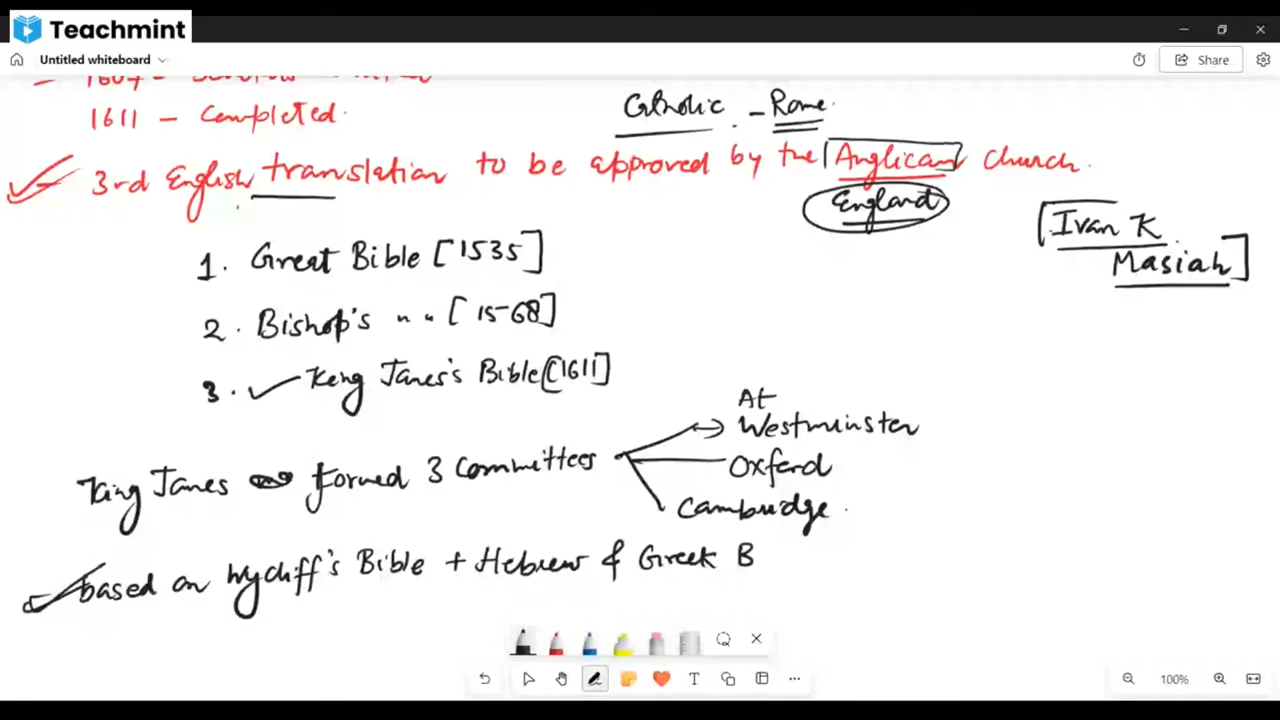 Teachmint
Untitled whiteboard
Share
1604 -
1611 - Completed.
Catholic - Rome.
3rd English translation to be approved by the Anglican church.
England
Ivan K
Masiah
1. Great Bible [1535]
2. Bishop's " " [1568]
3. King James's Bible [1611]
King James formed 3 Committees
At
Westminster
Oxford
Cambridge
based on Wycliff's Bible + Hebrew & Greek B
T
100%